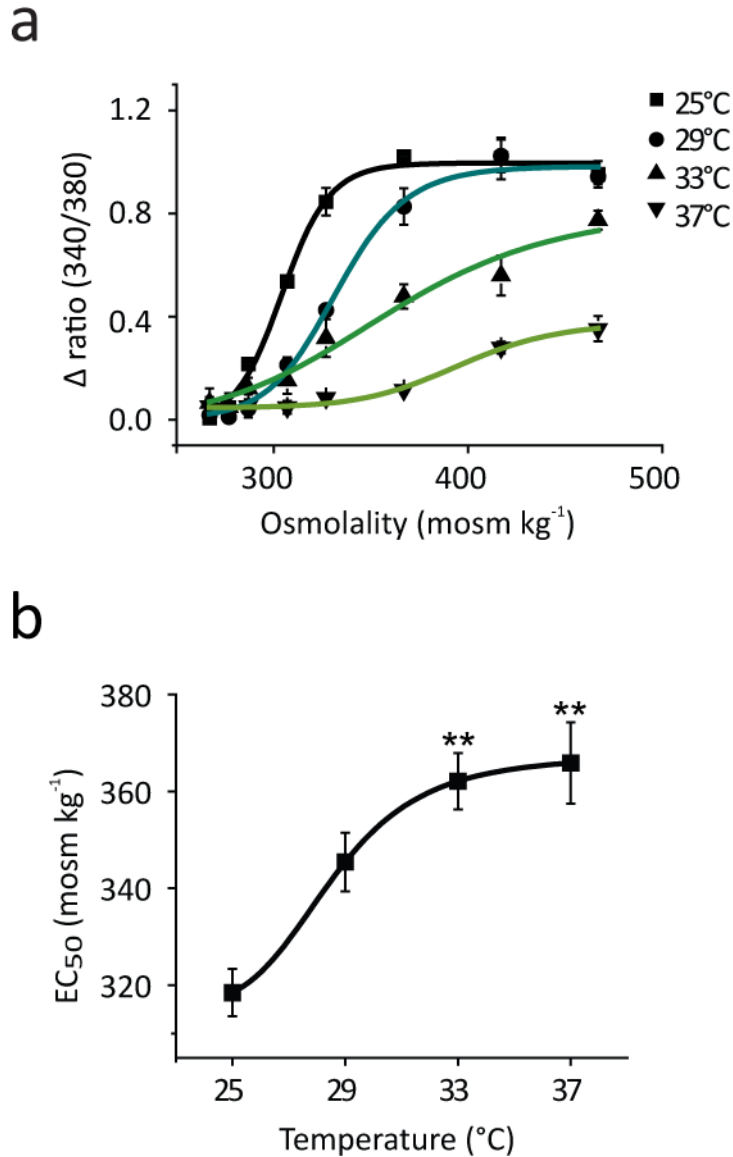 a
1.2
0.8
0.4
0.0
Δ ratio (340/380)
300 400 500
Osmolality (mosm kg⁻¹)
25°C
29°C
33°C
37°C
b
380
360
340
320
EC₅₀ (mosm kg⁻¹)
** **
25 29 33 37
Temperature (°C)